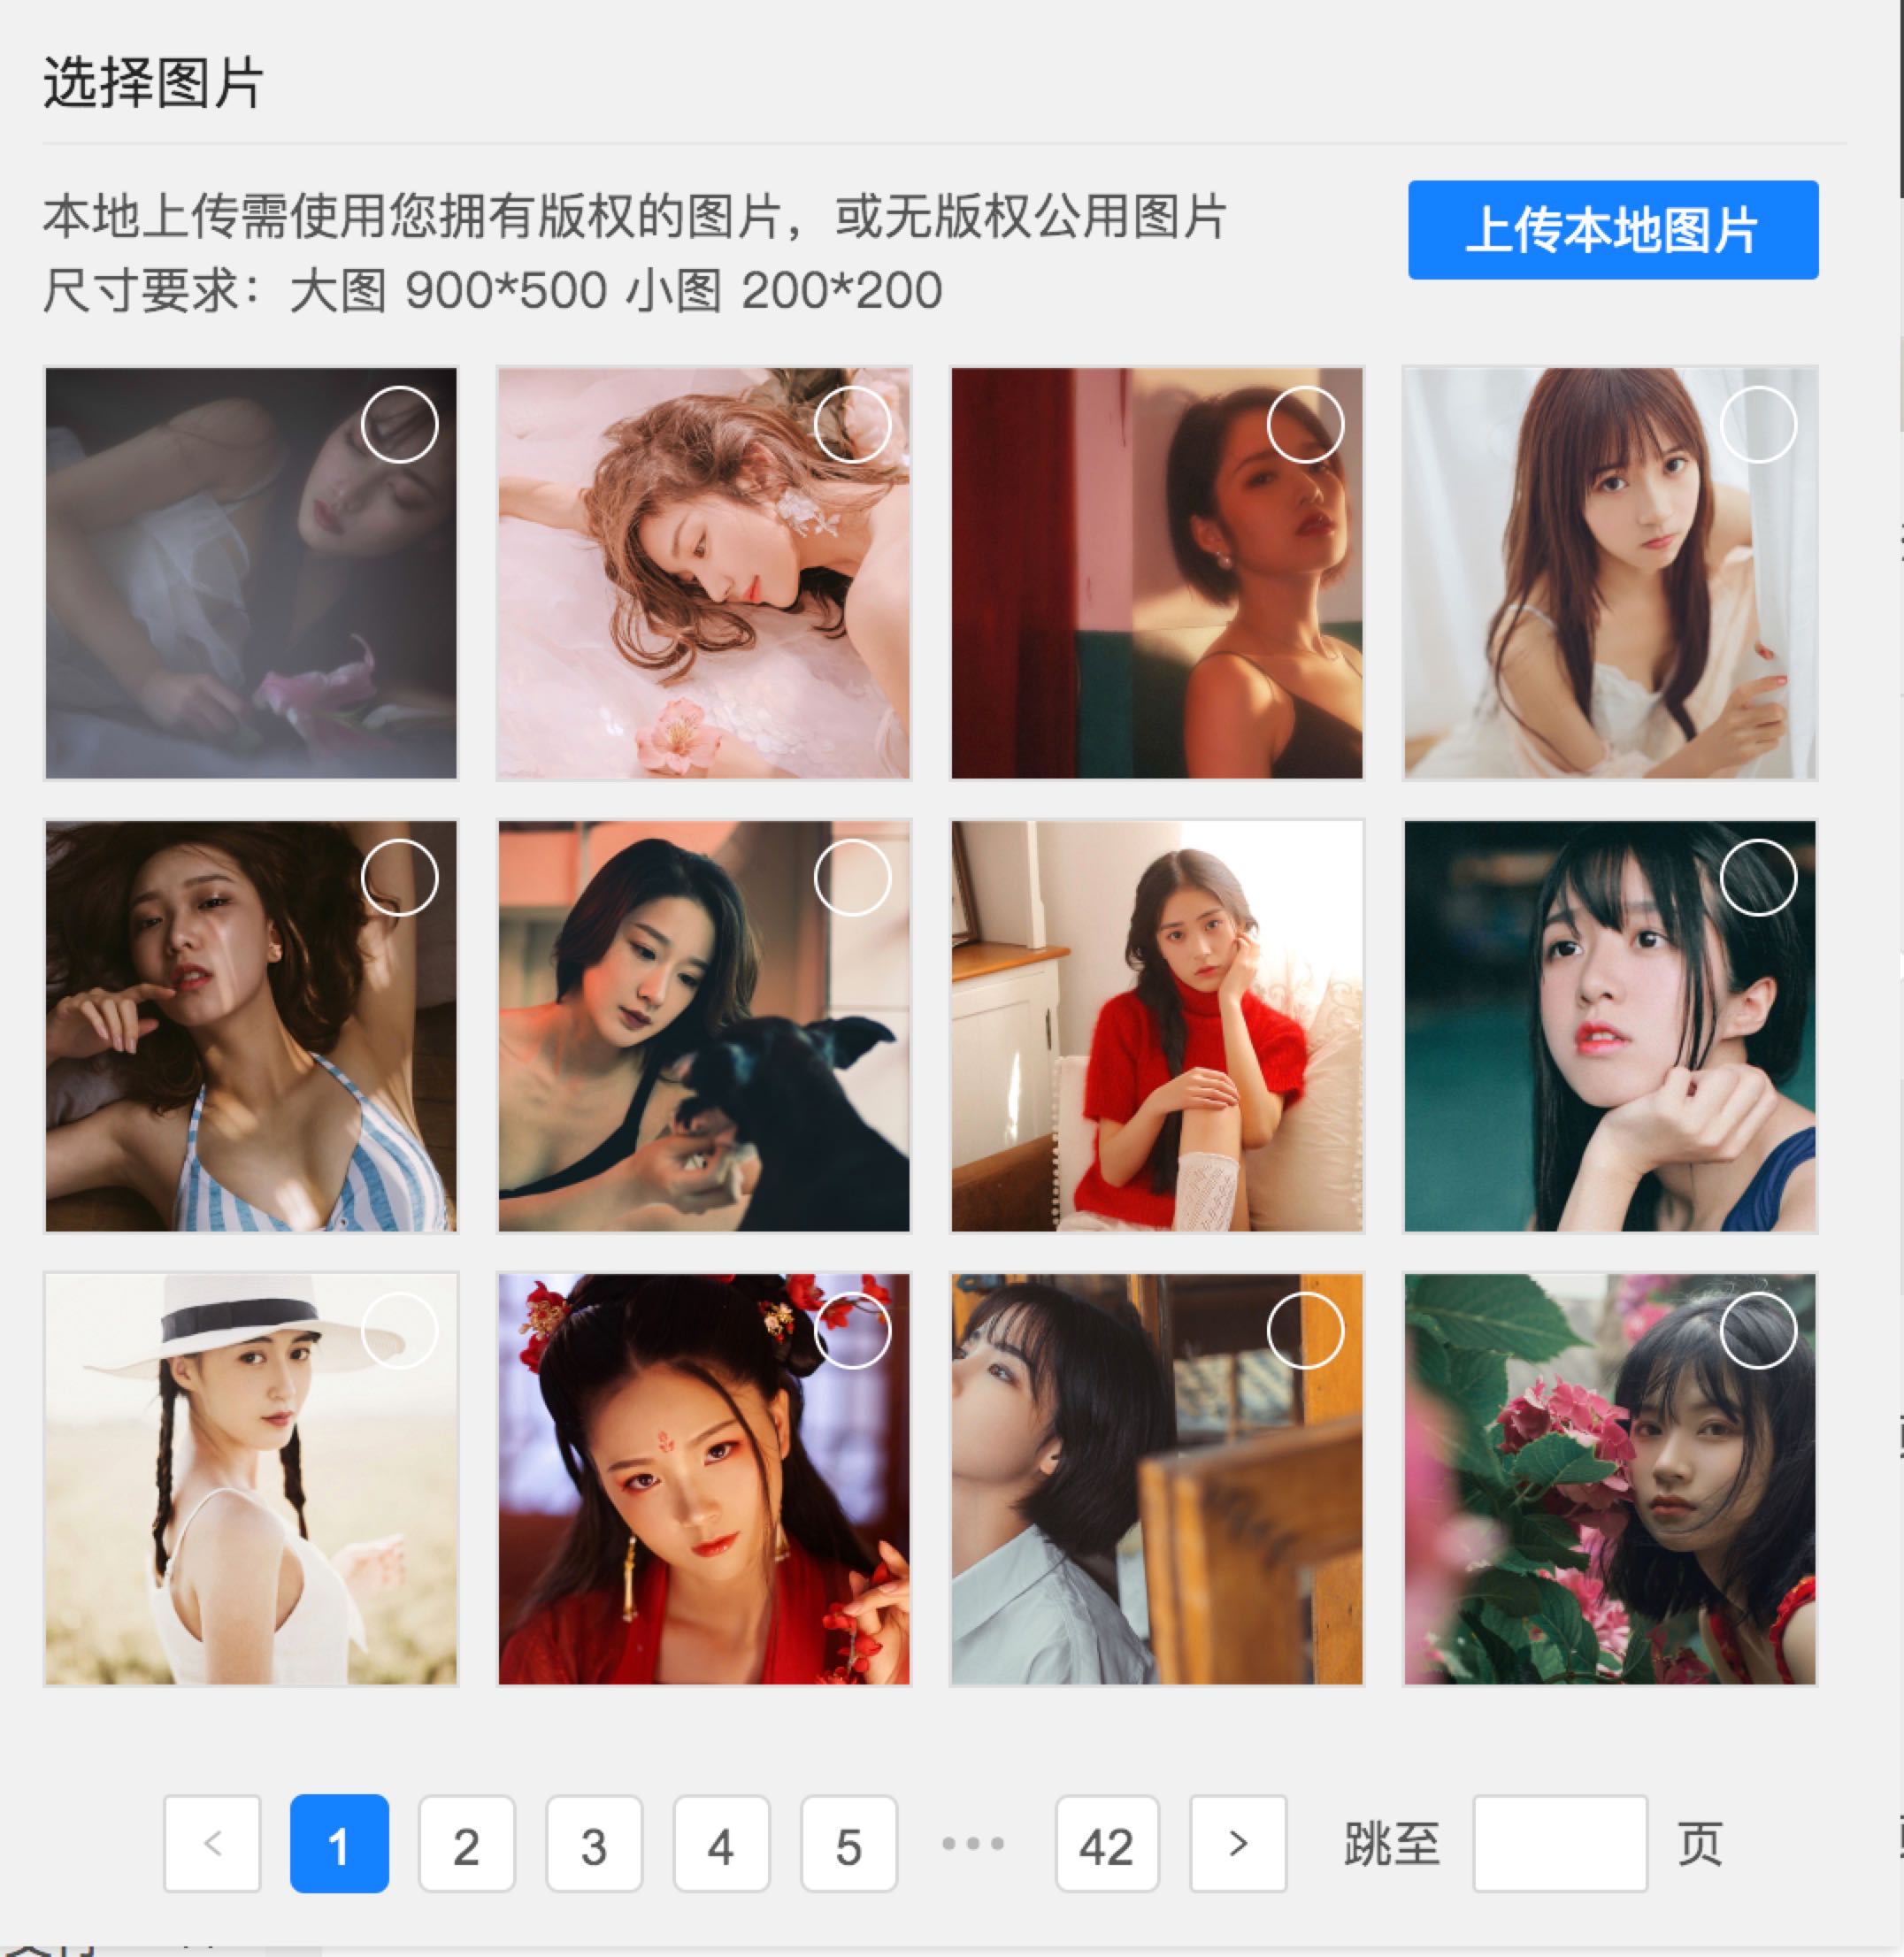 选择图片
本地上传需使用您拥有版权的图片，或无版权公用图片
上传本地图片
尺寸要求：大图 900*500 小图 200*200
< 1 2 3 4 5 ••• 42 > 跳至 页